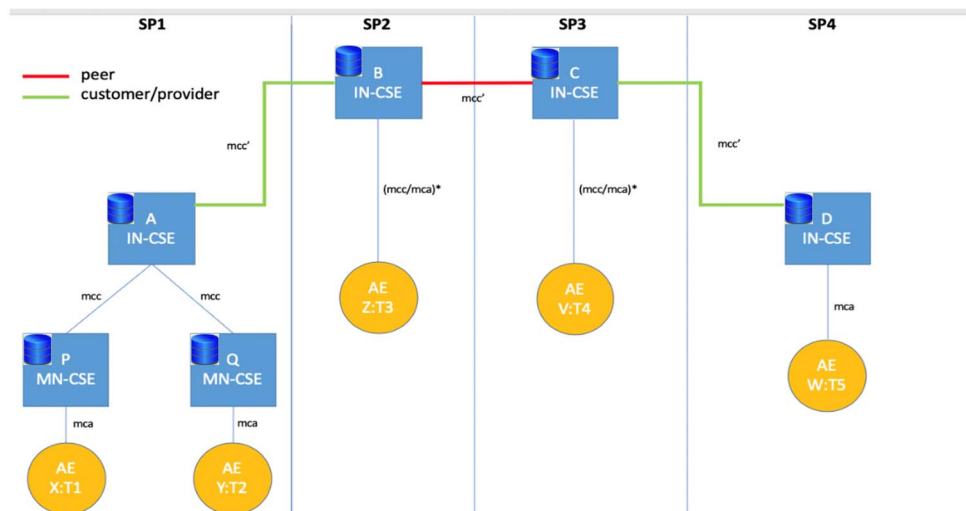 SP1
SP2
SP3
SP4
peer
customer/provider
B
IN-CSE
C
IN-CSE
mcc'
mcc'
mcc'
(mcc/mca)*
(mcc/mca)*
A
IN-CSE
D
IN-CSE
mcc
mcc
AE
Z:T3
AE
V:T4
mca
P
MN-CSE
Q
MN-CSE
AE
W:T5
mca
mca
AE
X:T1
AE
Y:T2